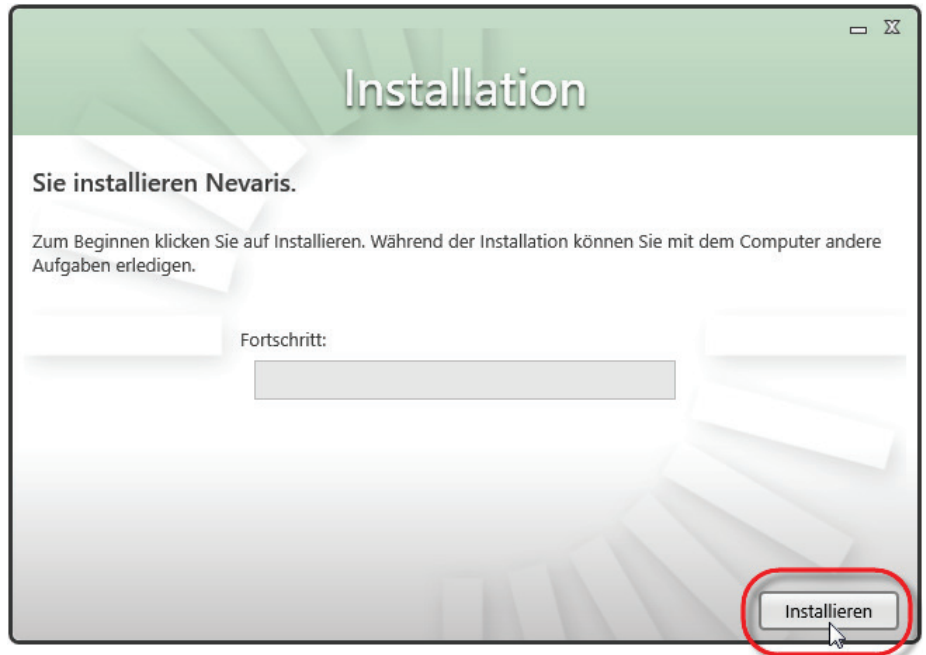 Installation
Sie installieren Nevaris.
Zum Beginnen klicken Sie auf Installieren. Während der Installation können Sie mit dem Computer andere
Aufgaben erledigen.
Fortschritt:
Installieren